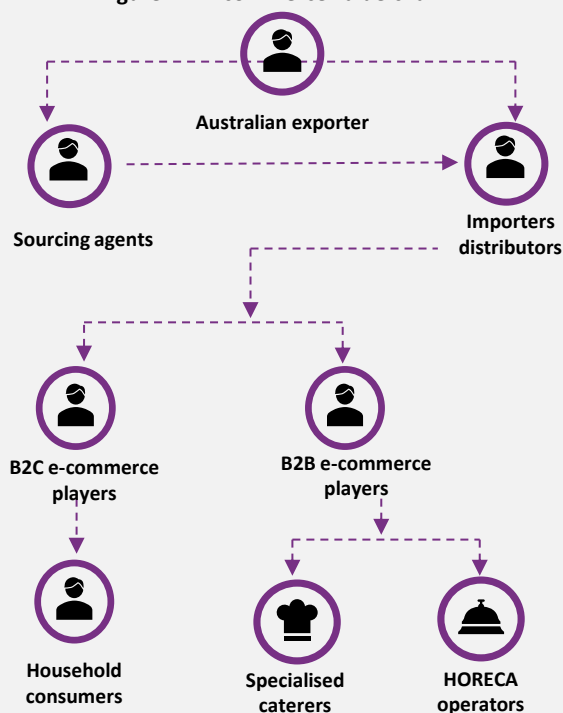 Australian exporter
Sourcing agents
Importers
distributors
B2C e-commerce
players
B2B e-commerce
players
Household
consumers
Specialised
caterers
HORECA
operators